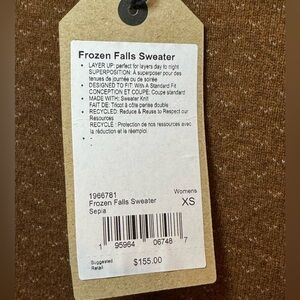 Frozen Falls Sweater
• LAYER UP: perfect for layers day to night
SUPERPOSITION: A superposer pour des
tenues de journée ou de soirée
• DESIGNED TO FIT: With A Standard Fit
CONCEPTION ET COUPE: Coupe standard
• MADE WITH: Sweater Knit
FAIT DE: Tricot à côte perlée double
• RECYCLED: Reduce & Reuse to Respect our
Resources
RECYCLÉ : Protection de nos ressources avec
la réduction et le réemploi
1966781
Womens
Frozen Falls Sweater
XS
Sepia
1 95964 06748 7
Suggested
Retail
$155.00